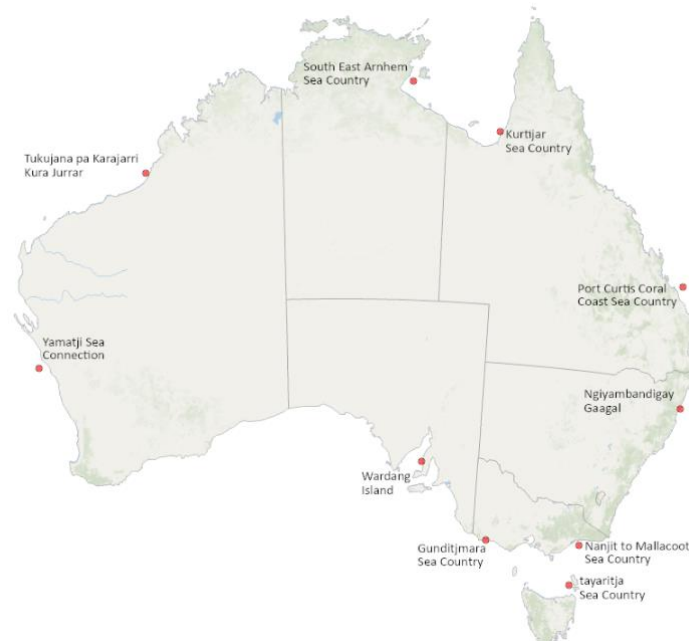 South East Arnhem
Sea Country
Kurtijar
Sea Country
Tukujana pa Karajarri
Kura Jurrar
Port Curtis Coral
Coast Sea Country
Yamatji Sea
Connection
Ngiyambandigay
Gaagal
Wardang
Island
Gunditjmara
Sea Country
Nanjit to Mallacoot
Sea Country
tayaritja
Sea Country